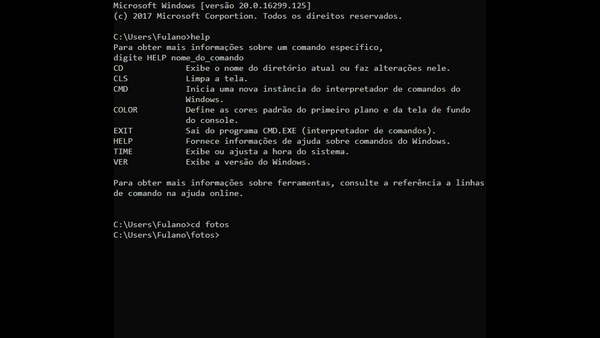 Microsoft Windows [versão 20.0.16299.125]
(c) 2017 Microsoft Corportion. Todos os direitos reservados.
C:\Users\Fulano>help
Para obter mais informações sobre um comando específico,
digite HELP nome_do_comando
CD Exibe o nome do diretório atual ou faz alterações nele.
CLS Limpa a tela.
CMD Inicia uma nova instância do interpretador de comandos do
Windows.
COLOR Define as cores padrão do primeiro plano e da tela de fundo
do console.
EXIT Sai do programa CMD.EXE (interpretador de comandos).
HELP Fornece informações de ajuda sobre comandos do Windows.
TIME Exibe ou ajusta a hora do sistema.
VER Exibe a versão do Windows.
Para obter mais informações sobre ferramentas, consulte a referência a linhas
de comando na ajuda online.
C:\Users\Fulano>cd fotos
C:\Users\Fulano\fotos>